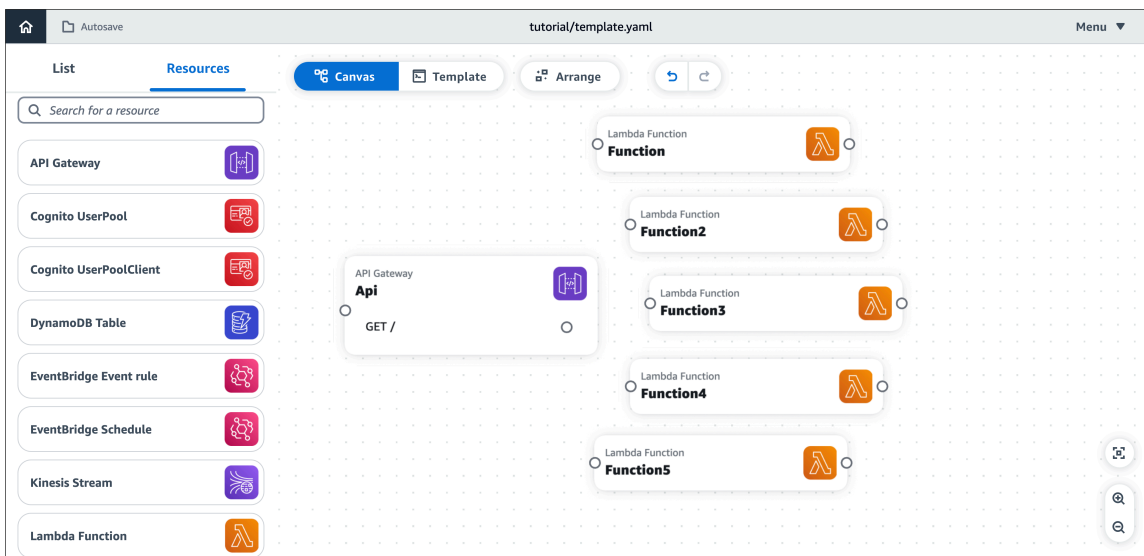 Autosave
tutorial/template.yaml
Menu
List
Resources
Canvas
Template
Arrange
Search for a resource
API Gateway
Cognito UserPool
Cognito UserPoolClient
DynamoDB Table
EventBridge Event rule
EventBridge Schedule
Kinesis Stream
Lambda Function
API Gateway
Api
GET /
Lambda Function
Function
Lambda Function
Function2
Lambda Function
Function3
Lambda Function
Function4
Lambda Function
Function5